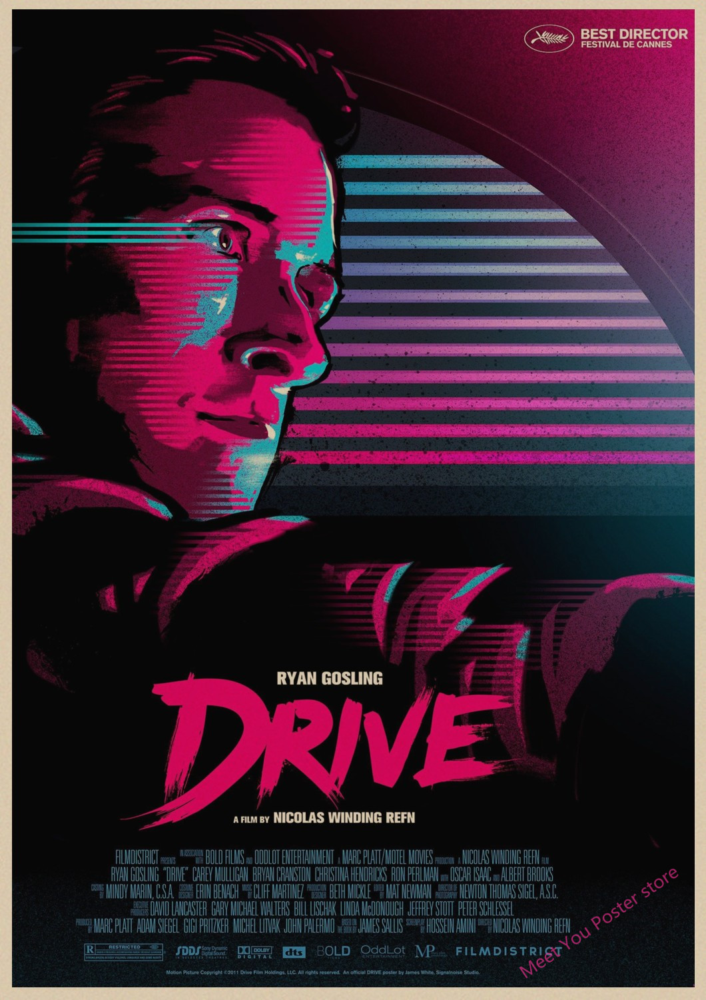 BEST DIRECTOR
FESTIVAL DE CANNES
RYAN GOSLING
DRIVE
A FILM BY NICOLAS WINDING REFN
FILMDISTRICT PRESENTS IN ASSOCIATION WITH BOLD FILMS AND ODDLOT ENTERTAINMENT A MARC PLATT/MOTEL MOVIES PRODUCTION A NICOLAS WINDING REFN FILM
RYAN GOSLING "DRIVE" CAREY MULLIGAN BRYAN CRANSTON CHRISTINA HENDRICKS RON PERLMAN WITH OSCAR ISAAC AND ALBERT BROOKS
CASTING BY MINDY MARIN, C.S.A. COSTUME DESIGNER ERIN BENACH MUSIC BY CLIFF MARTINEZ PRODUCTION DESIGNER BETH MICKLE EDITED BY MAT NEWMAN DIRECTOR OF PHOTOGRAPHY NEWTON THOMAS SIGEL, A.S.C.
EXECUTIVE PRODUCERS DAVID LANCASTER GARY MICHAEL WALTERS BILL LISCHAK LINDA McDONOUGH JEFFREY STOTT PETER SCHLESSEL
PRODUCED BY MARC PLATT ADAM SIEGEL GIGI PRITZKER MICHEL LITVAK JOHN PALERMO BASED ON THE BOOK BY JAMES SALLIS SCREENPLAY BY HOSSEIN AMINI DIRECTED BY NICOLAS WINDING REFN
R RESTRICTED SDDS Sony Dynamic Digital Sound DOLBY DIGITAL dts BOLD FILMS OddLot ENTERTAINMENT MP FILMDISTRICT
Motion Picture Copyright ©2011 Drive Film Holdings, LLC. All rights reserved. An official DRIVE poster by James White, Signalnoise Studio.
Meet You Poster store